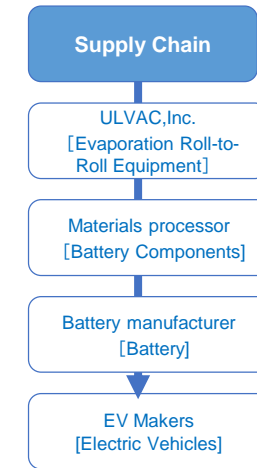 Supply Chain
ULVAC,Inc.
［Evaporation Roll-to-
Roll Equipment］
Materials processor
［Battery Components]
Battery manufacturer
［Battery]
EV Makers
[Electric Vehicles]